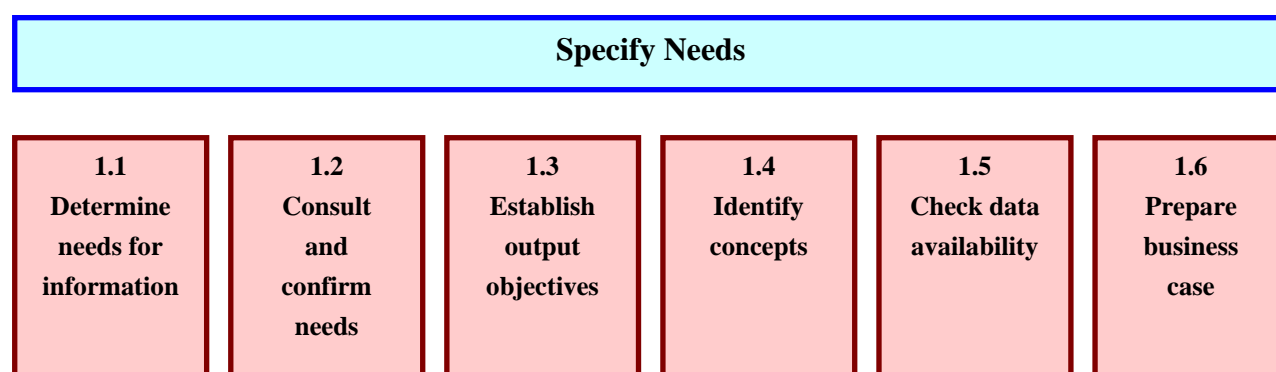 Specify Needs
1.1
Determine
needs for
information
1.2
Consult
and
confirm
needs
1.3
Establish
output
objectives
1.4
Identify
concepts
1.5
Check data
availability
1.6
Prepare
business
case